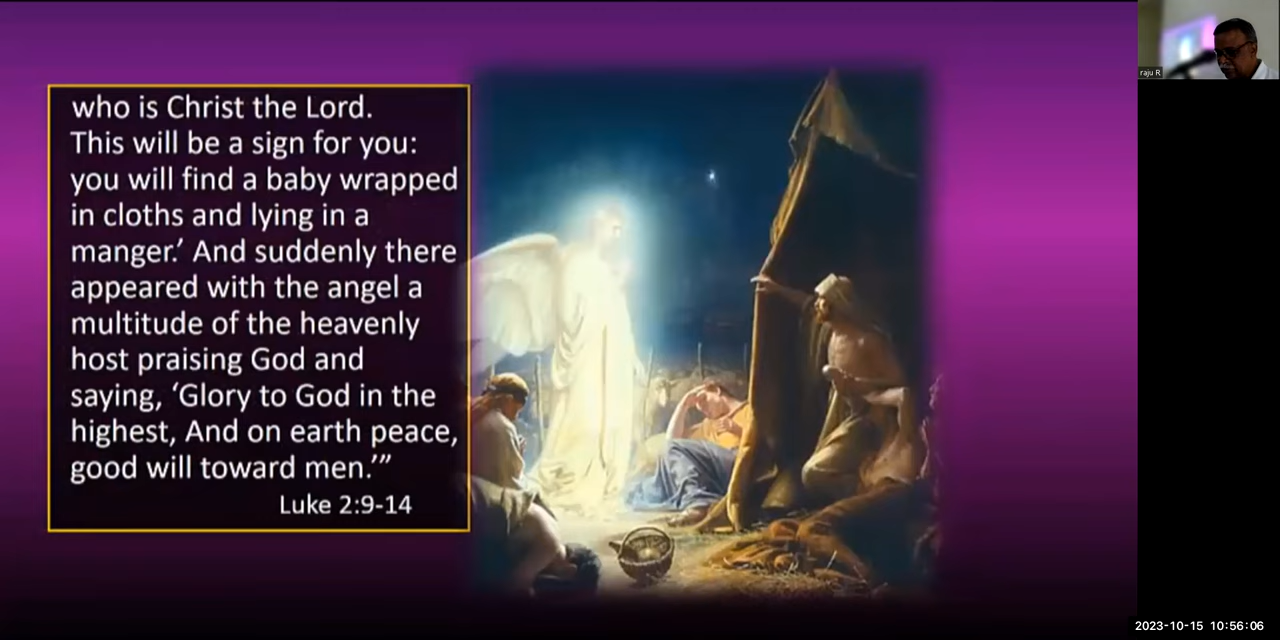 who is Christ the Lord.
This will be a sign for you:
you will find a baby wrapped
in cloths and lying in a
manger.’ And suddenly there
appeared with the angel a
multitude of the heavenly
host praising God and
saying, ‘Glory to God in the
highest, And on earth peace,
good will toward men.’”
Luke 2:9-14
raju R
2023-10-15 10:56:06